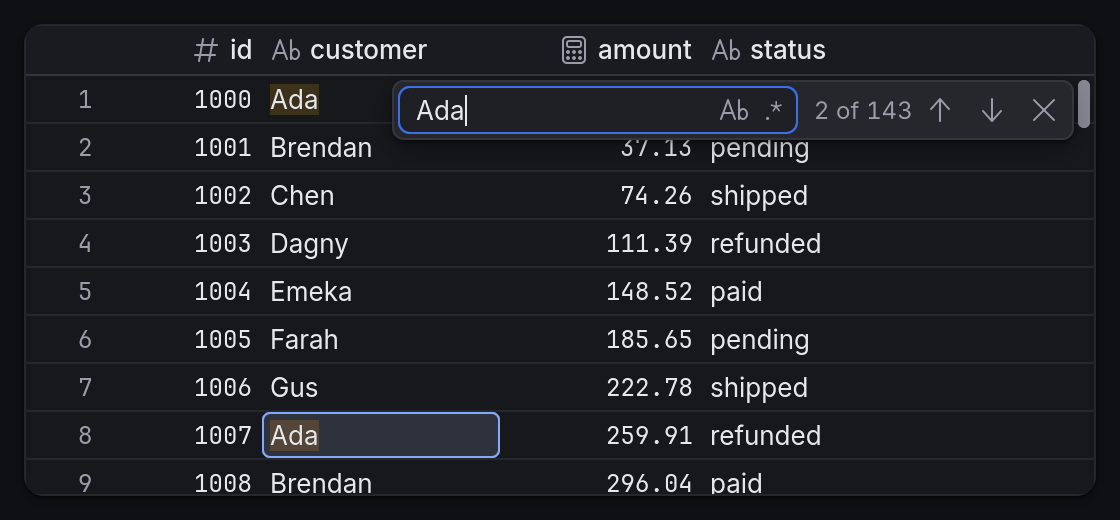 # id Ab customer amount Ab status
1 1000 Ada
Ada Ab .* 2 of 143
2 1001 Brendan 37.13 pending
3 1002 Chen 74.26 shipped
4 1003 Dagny 111.39 refunded
5 1004 Emeka 148.52 paid
6 1005 Farah 185.65 pending
7 1006 Gus 222.78 shipped
8 1007 Ada 259.91 refunded
9 1008 Brendan 296.04 paid